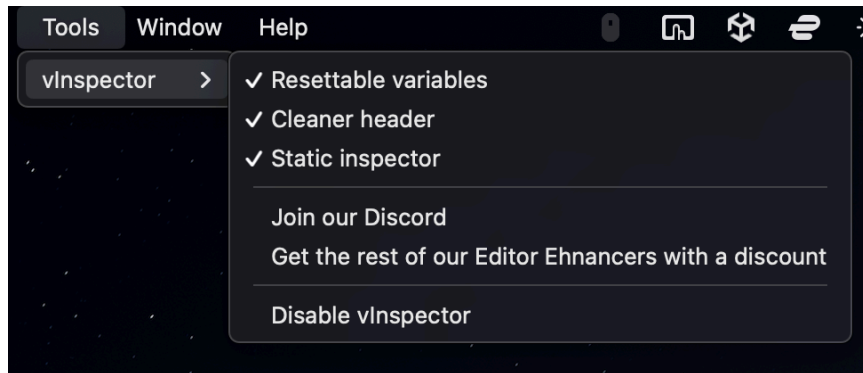 Tools Window Help
vInspector >
✓ Resettable variables
✓ Cleaner header
✓ Static inspector
Join our Discord
Get the rest of our Editor Ehnancers with a discount
Disable vInspector